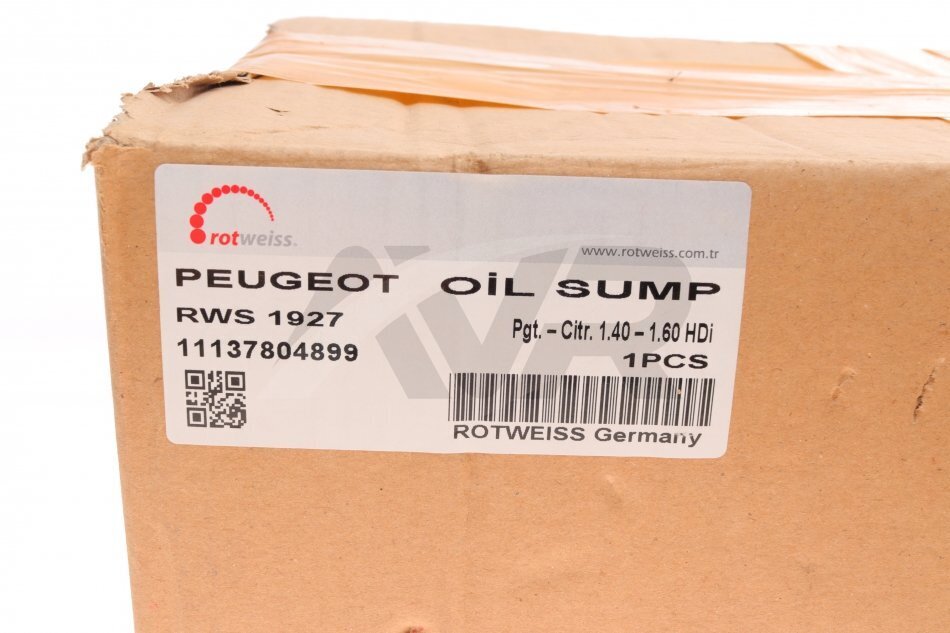 rotweiss.
www.rotweiss.com.tr
PEUGEOT OİL SUMP
RWS 1927
Pgt. – Citr. 1.40 – 1.60 HDi
11137804899
1PCS
ROTWEISS Germany
AVR